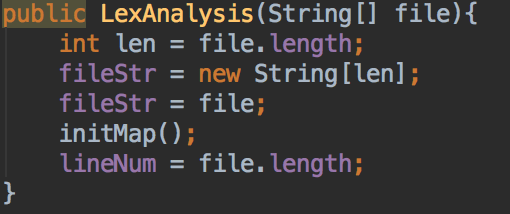 public LexAnalysis(String[] file){
    int len = file.length;
    fileStr = new String[len];
    fileStr = file;
    initMap();
    lineNum = file.length;
}